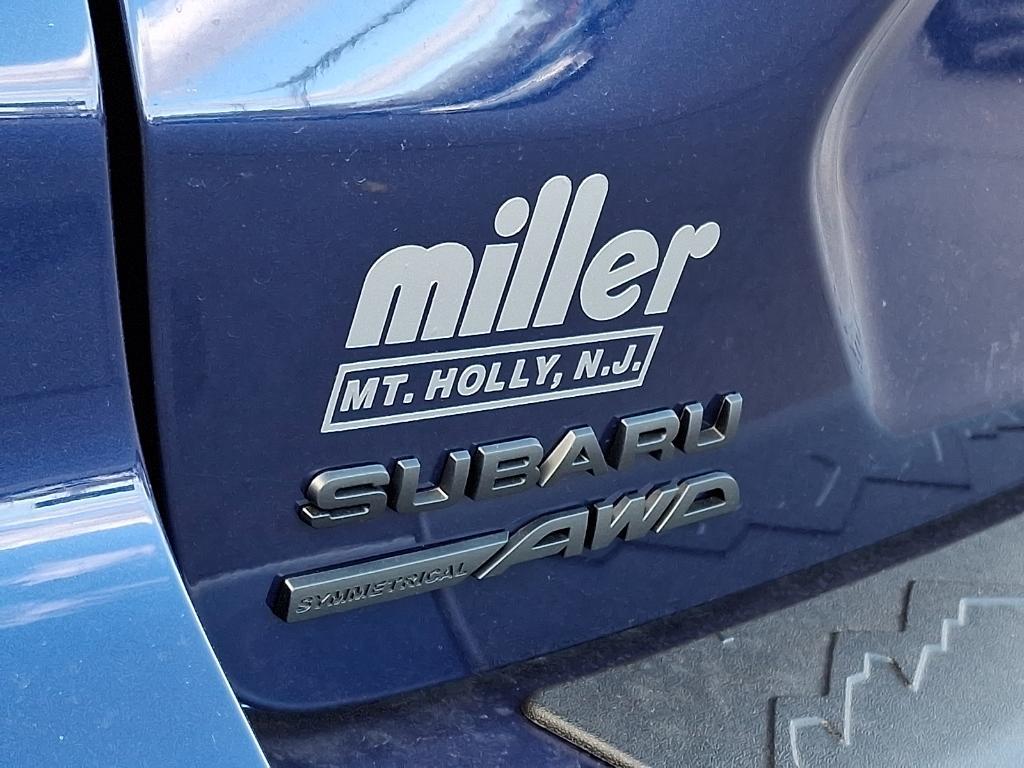 miller
MT. HOLLY, N.J.
SUBARU
SYMMETRICAL AWD